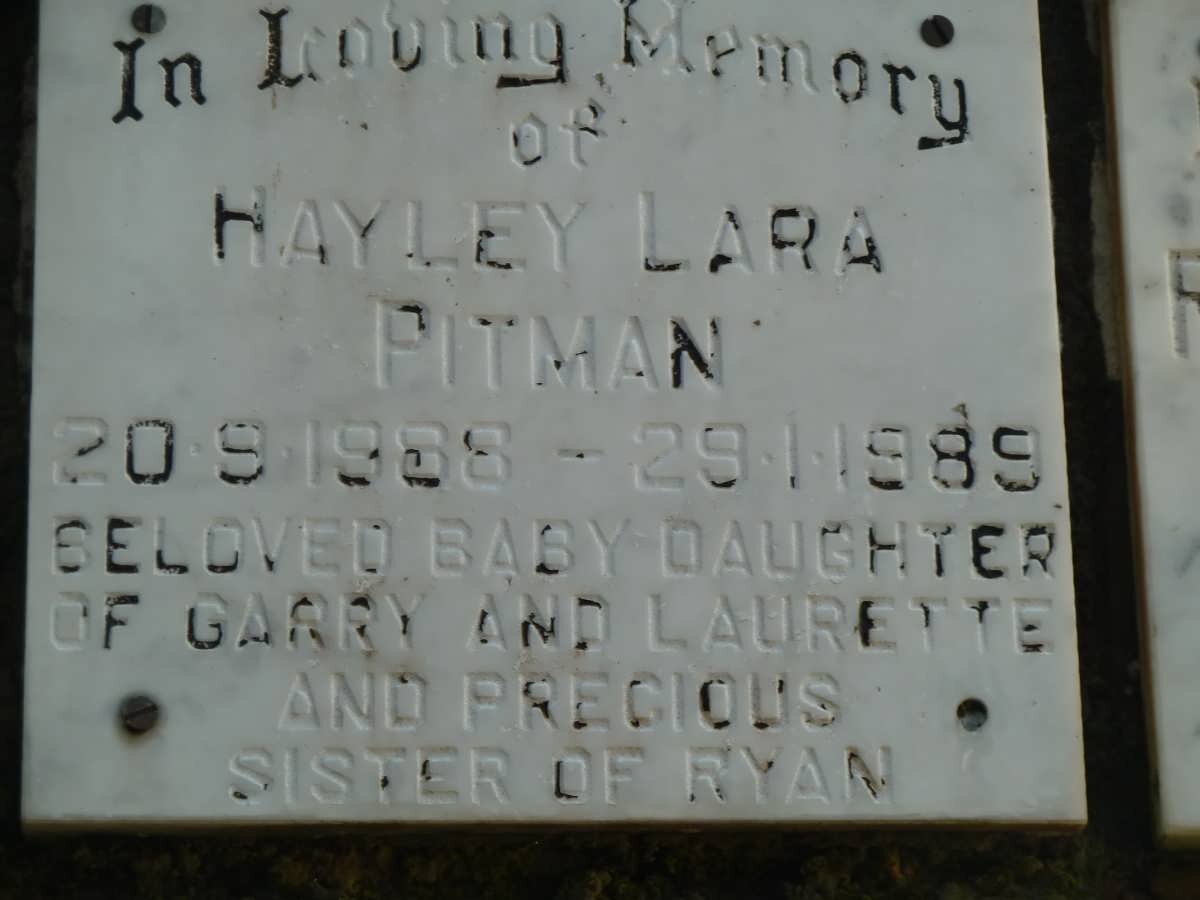 In Loving Memory
of
HAYLEY LARA
PITMAN
20·9·1988 - 29·1·1989
BELOVED BABY DAUGHTER
OF GARRY AND LAURETTE
AND PRECIOUS
SISTER OF RYAN